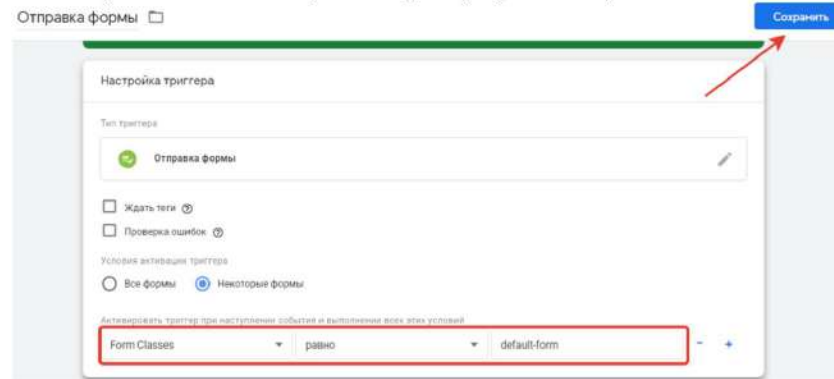 Отправка формы
Сохранить
Настройка триггера
Тип триггера
Отправка формы
Ждать теги
Проверка ошибок
Условия активации триггера
Все формы Некоторые формы
Активировать триггер при наступлении события и выполнении всех этих условий
Form Classes равно default-form - +